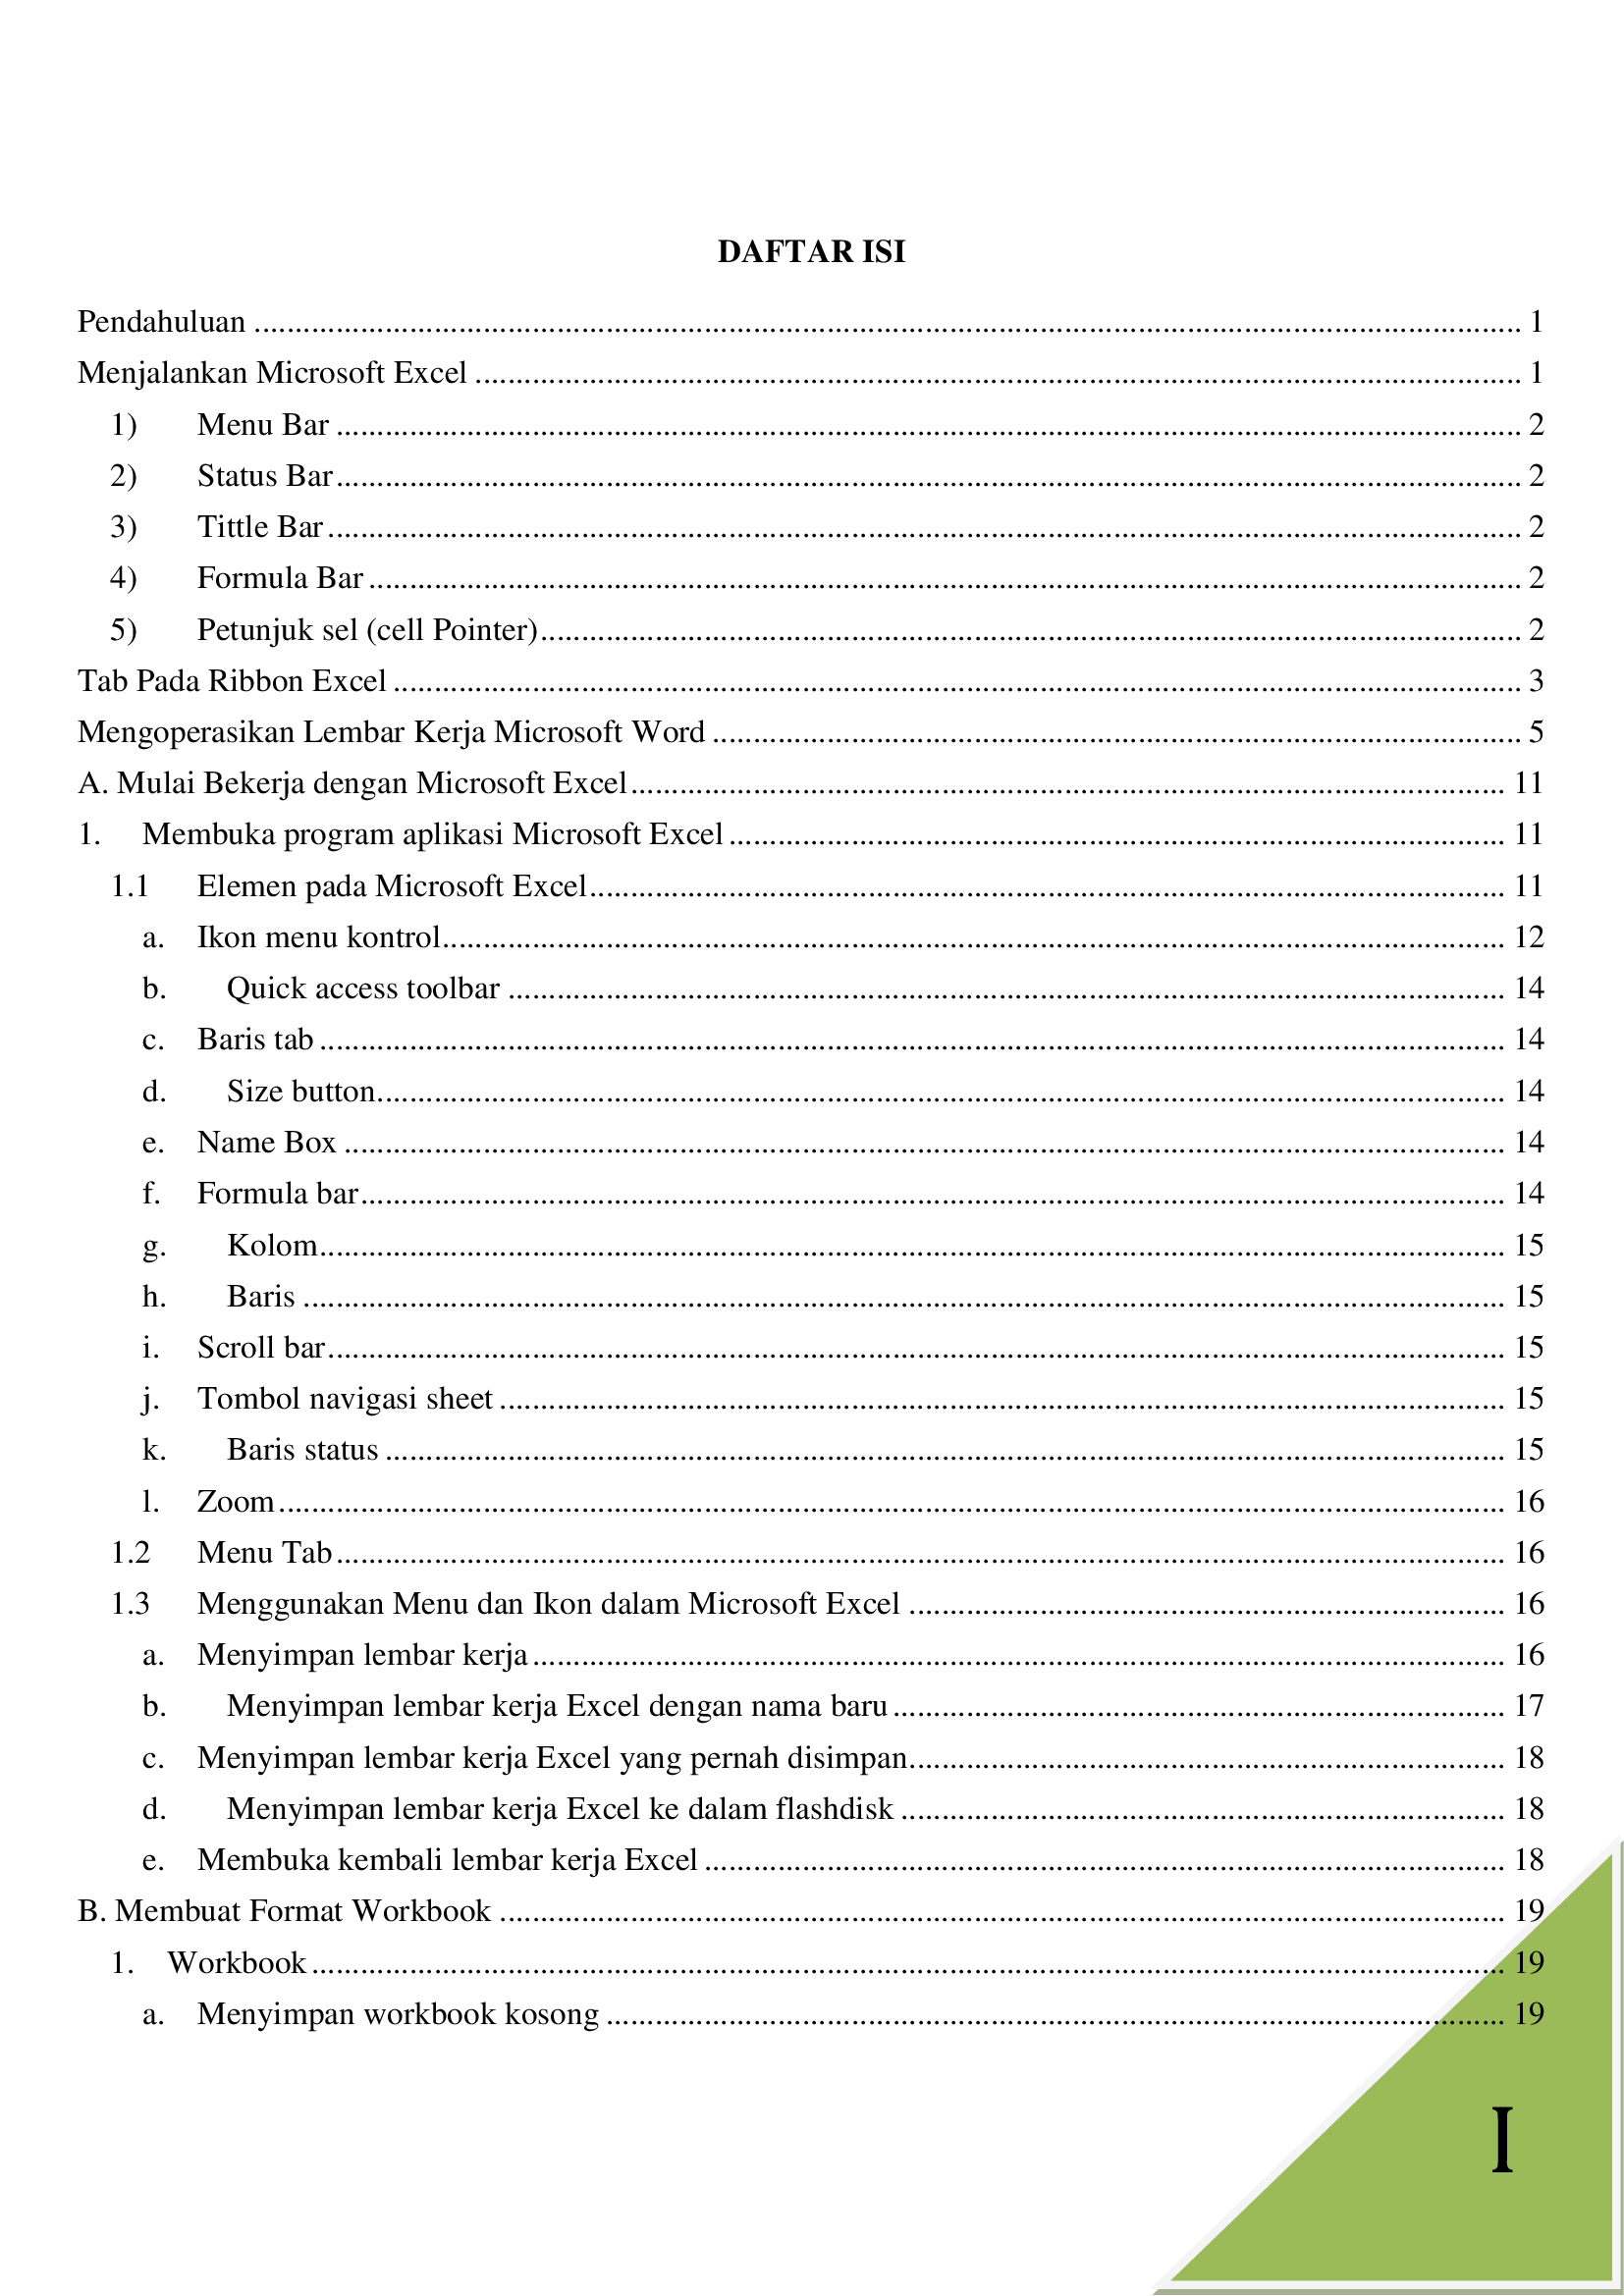 DAFTAR ISI
Pendahuluan ........................................ 1
Menjalankan Microsoft Excel ........................................ 1
1) Menu Bar ........................................ 2
2) Status Bar ........................................ 2
3) Tittle Bar ........................................ 2
4) Formula Bar ........................................ 2
5) Petunjuk sel (cell Pointer) ........................................ 2
Tab Pada Ribbon Excel ........................................ 3
Mengoperasikan Lembar Kerja Microsoft Word ........................................ 5
A. Mulai Bekerja dengan Microsoft Excel ........................................ 11
1. Membuka program aplikasi Microsoft Excel ........................................ 11
1.1 Elemen pada Microsoft Excel ........................................ 11
a. Ikon menu kontrol ........................................ 12
b. Quick access toolbar ........................................ 14
c. Baris tab ........................................ 14
d. Size button ........................................ 14
e. Name Box ........................................ 14
f. Formula bar ........................................ 14
g. Kolom ........................................ 15
h. Baris ........................................ 15
i. Scroll bar ........................................ 15
j. Tombol navigasi sheet ........................................ 15
k. Baris status ........................................ 15
l. Zoom ........................................ 16
1.2 Menu Tab ........................................ 16
1.3 Menggunakan Menu dan Ikon dalam Microsoft Excel ........................................ 16
a. Menyimpan lembar kerja ........................................ 16
b. Menyimpan lembar kerja Excel dengan nama baru ........................................ 17
c. Menyimpan lembar kerja Excel yang pernah disimpan ........................................ 18
d. Menyimpan lembar kerja Excel ke dalam flashdisk ........................................ 18
e. Membuka kembali lembar kerja Excel ........................................ 18
B. Membuat Format Workbook ........................................ 19
1. Workbook ........................................ 19
a. Menyimpan workbook kosong ........................................ 19
I